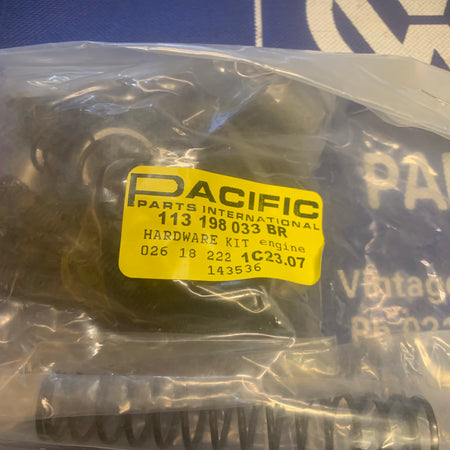 PACIFIC
PARTS INTERNATIONAL
113 198 033 BR
HARDWARE KIT engine
026 18 222 1C23.07
143536
PA
Vintage